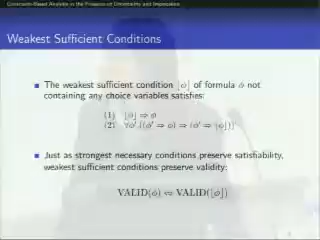 Constraint-Based Analysis in the Presence of Uncertainty and Imprecision
Weakest Sufficient Conditions
The weakest sufficient condition ⌊ϕ⌋ of formula ϕ not
containing any choice variables satisfies:
(1) ⌊ϕ⌋ ⇒ ϕ
(2) ∀ϕ′.((ϕ′ ⇒ ϕ) ⇒ (ϕ′ ⇒ ⌊ϕ⌋))
Just as strongest necessary conditions preserve satisfiability,
weakest sufficient conditions preserve validity:
VALID(ϕ) ⇔ VALID(⌊ϕ⌋)